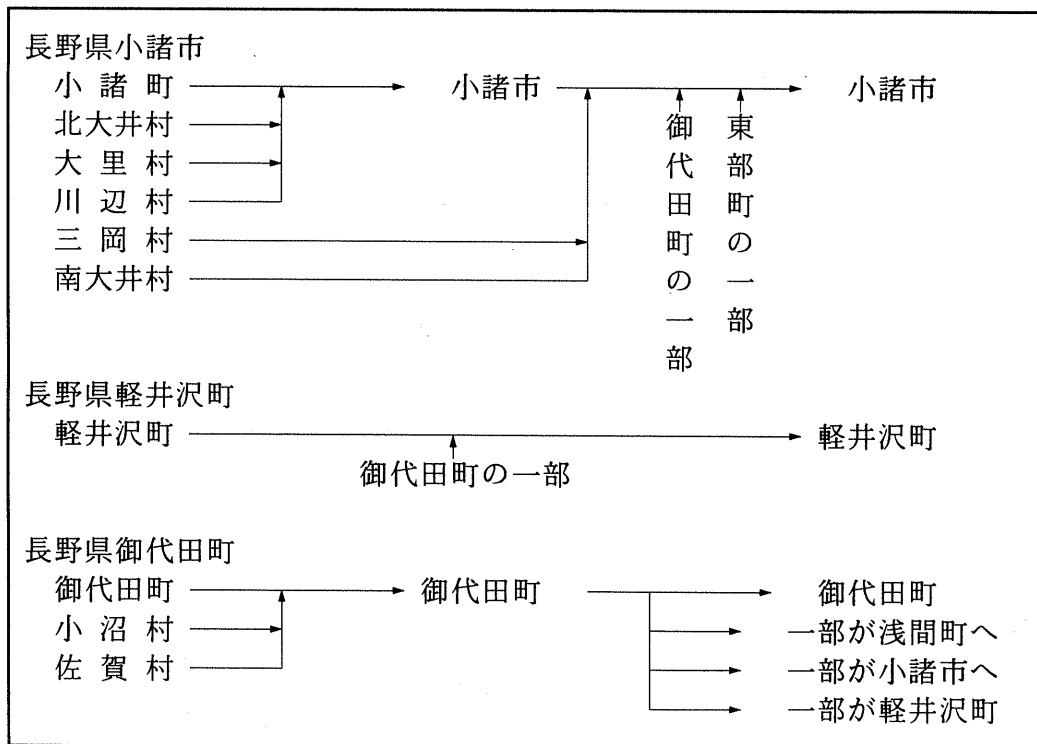 長野県小諸市
小諸町
小諸市
小諸市
北大井村
大里村
川辺村
三岡村
南大井村
御代田町の一部
東部町の一部
長野県軽井沢町
軽井沢町
軽井沢町
御代田町の一部
長野県御代田町
御代田町
御代田町
御代田町
小沼村
一部が浅間町へ
佐賀村
一部が小諸市へ
一部が軽井沢町